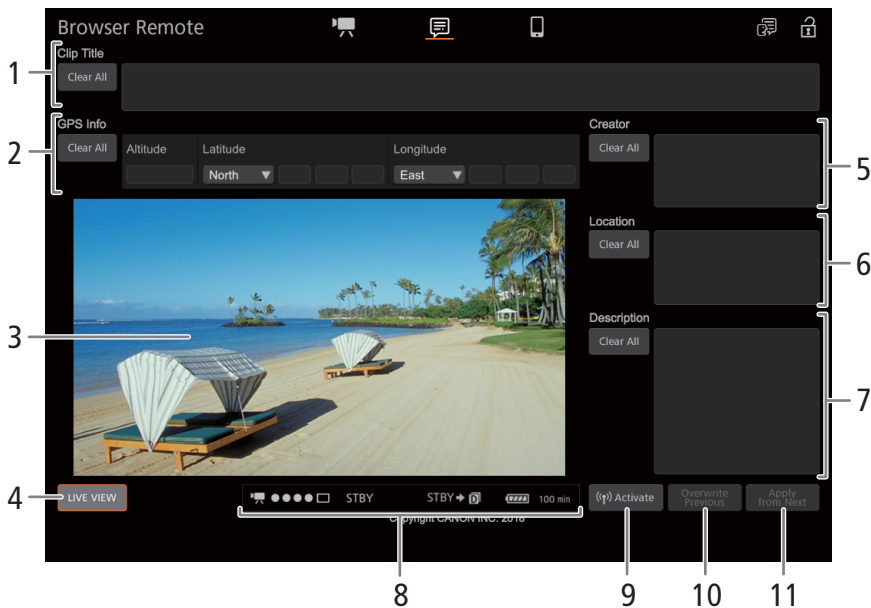 Browser Remote
Clip Title
1
Clear All
GPS Info
2
Clear All
Altitude
Latitude
Longitude
North
East
Creator
Clear All
5
Location
Clear All
6
3
Description
Clear All
7
4
LIVE VIEW
STBY
STBY
100 min
Activate
Overwrite
Previous
Apply
from Next
Copyright CANON INC. 2018
8
9
10
11